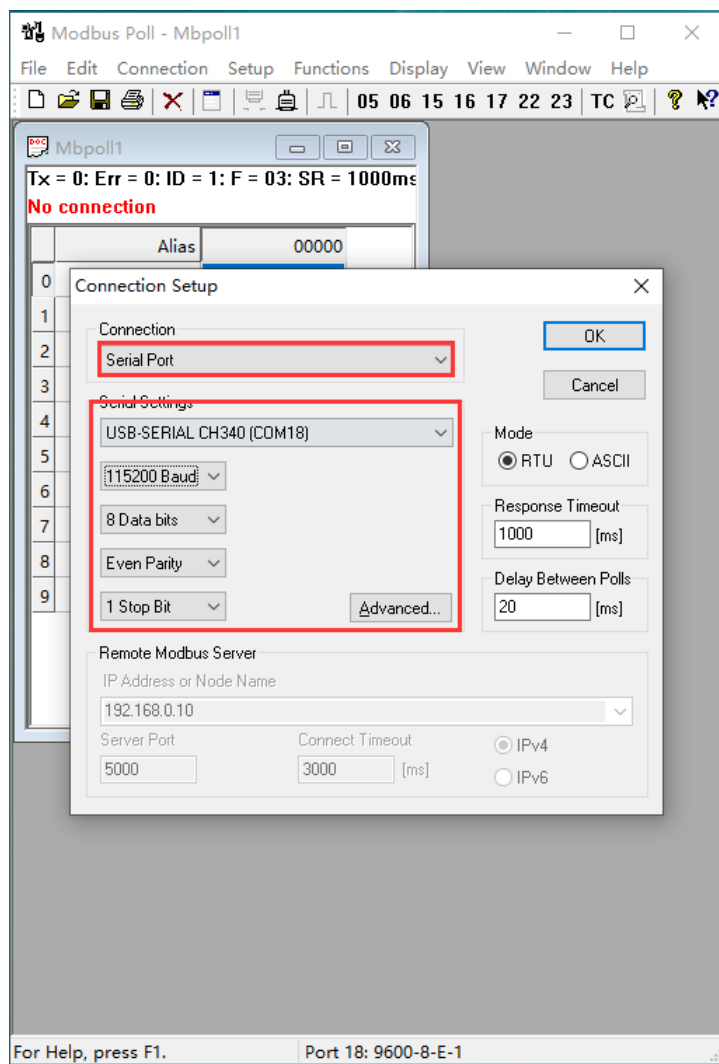 Modbus Poll - Mbpoll1
File Edit Connection Setup Functions Display View Window Help
05 06 15 16 17 22 23 TC
Mbpoll1
Tx = 0: Err = 0: ID = 1: F = 03: SR = 1000ms
No connection
Alias 00000
0
1
2
3
4
5
6
7
8
9
Connection Setup
Connection
Serial Port
OK
Cancel
Serial Settings
USB-SERIAL CH340 (COM18)
115200 Baud
8 Data bits
Even Parity
1 Stop Bit
Advanced...
Mode
RTU ASCII
Response Timeout
1000 [ms]
Delay Between Polls
20 [ms]
Remote Modbus Server
IP Address or Node Name
192.168.0.10
Server Port Connect Timeout
5000 3000 [ms]
IPv4
IPv6
For Help, press F1. Port 18: 9600-8-E-1